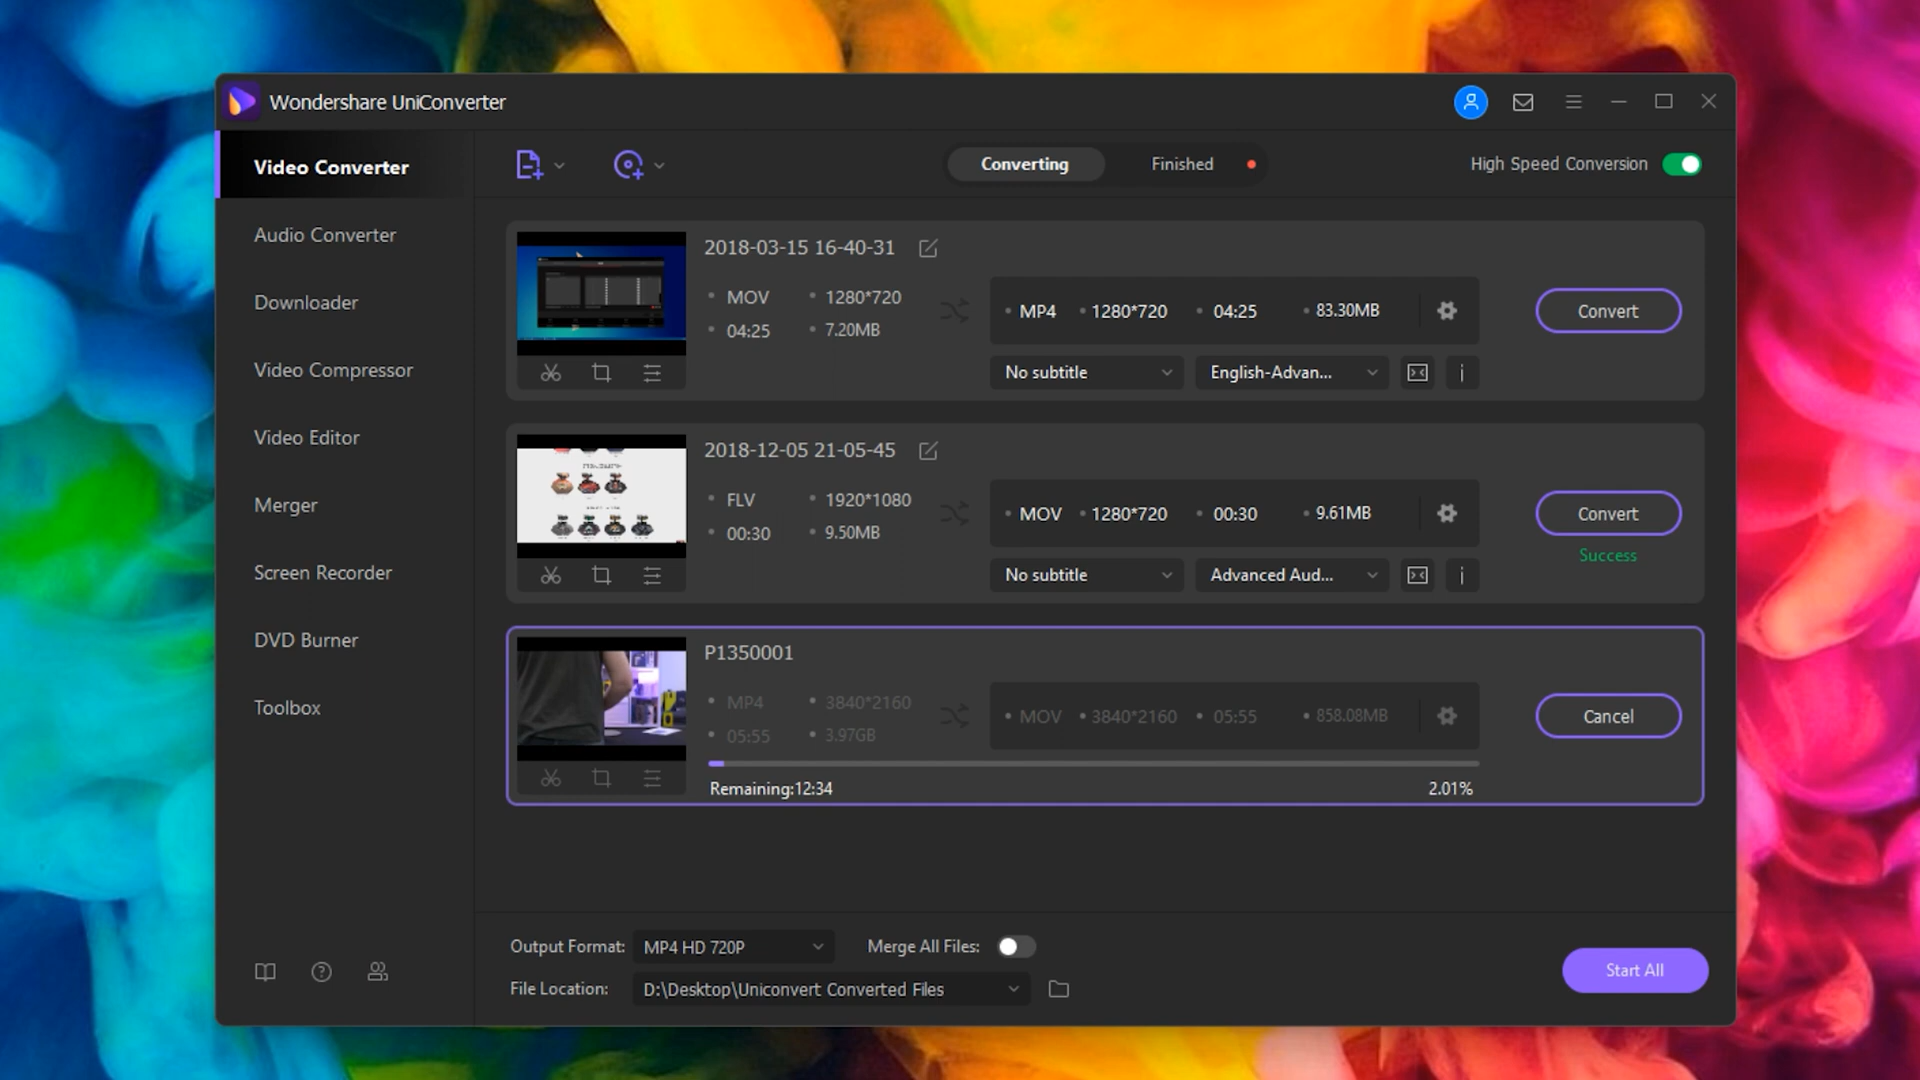 Wondershare UniConverter
Video Converter
Audio Converter
Downloader
Video Compressor
Video Editor
Merger
Screen Recorder
DVD Burner
Toolbox
Converting Finished High Speed Conversion
2018-03-15 16-40-31
MOV 1280*720
04:25 7.20MB
MP4 1280*720 04:25 83.30MB
Convert
No subtitle English-Advan...
2018-12-05 21-05-45
FLV 1920*1080
00:30 9.50MB
MOV 1280*720 00:30 9.61MB
Convert
Success
No subtitle Advanced Aud...
P1350001
MP4 3840*2160
05:55 3.97GB
MOV 3840*2160 05:55 858.08MB
Cancel
Remaining:12:34 2.01%
Output Format: MP4 HD 720P Merge All Files:
File Location: D:\Desktop\Uniconvert Converted Files
Start All